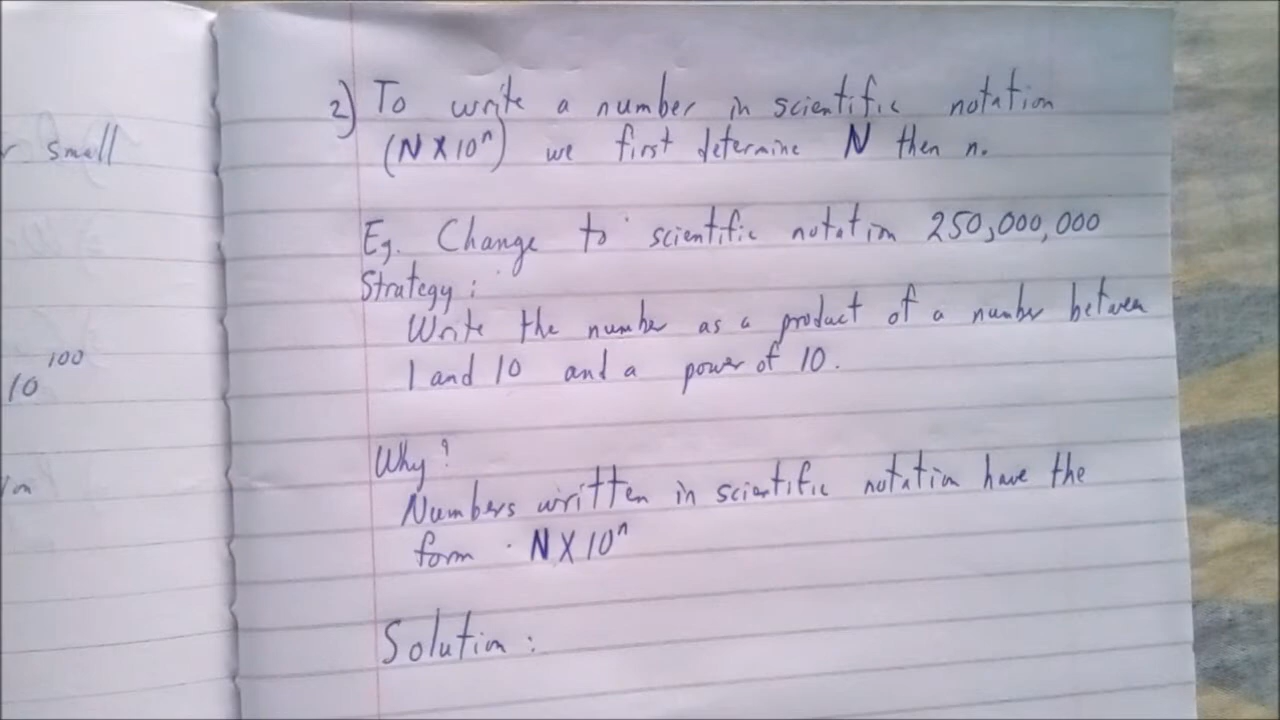 r small
10^100
2) To write a number in scientific notation
(N X 10^n) we first determine N then n.
Eg. Change to scientific notation 250,000,000
Strategy:
Write the number as a product of a number between
1 and 10 and a power of 10.
Why?
Numbers written in scientific notation have the
form N X 10^n
Solution: